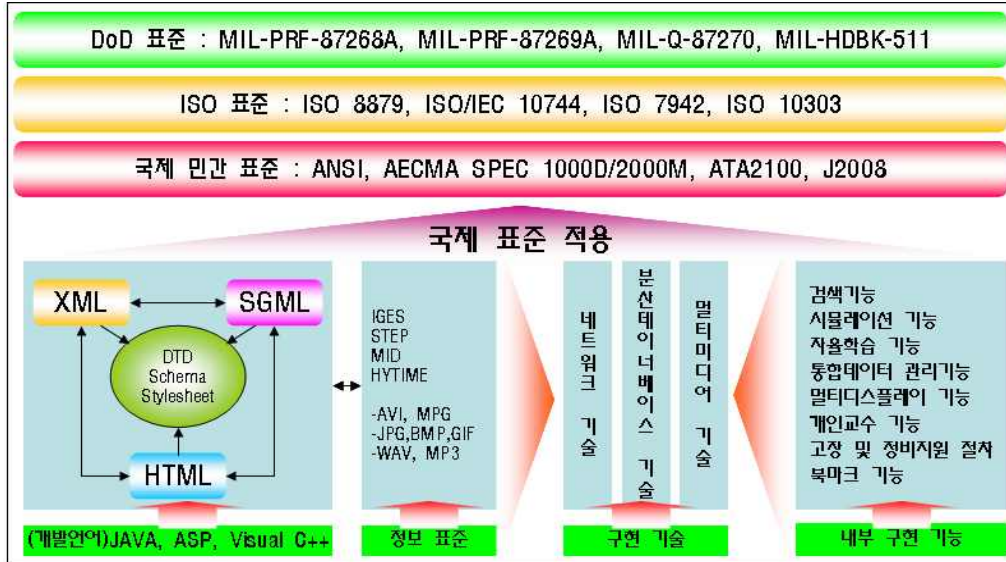 DoD 표준 : MIL-PRF-87268A, MIL-PRF-87269A, MIL-Q-87270, MIL-HDBK-511
ISO 표준 : ISO 8879, ISO/IEC 10744, ISO 7942, ISO 10303
국제 민간 표준 : ANSI, AECMA SPEC 1000D/2000M, ATA2100, J2008
국제 표준 적용
XML
SGML
DTD
Schema
Stylesheet
HTML
(개발언어)JAVA, ASP, Visual C++
IGES
STEP
MID
HYTIME
-AVI, MPG
-JPG,BMP,GIF
-WAV, MP3
정보 표준
네트워크 기술
분산데이너베이스 기술
멀티미디어 기술
구현 기술
검색기능
시뮬레이션 기능
자율학습 기능
통합데이터 관리기능
멀티디스플레이 기능
개인교수 기능
고장 및 정비지원 절차
북마크 기능
내부 구현 기능